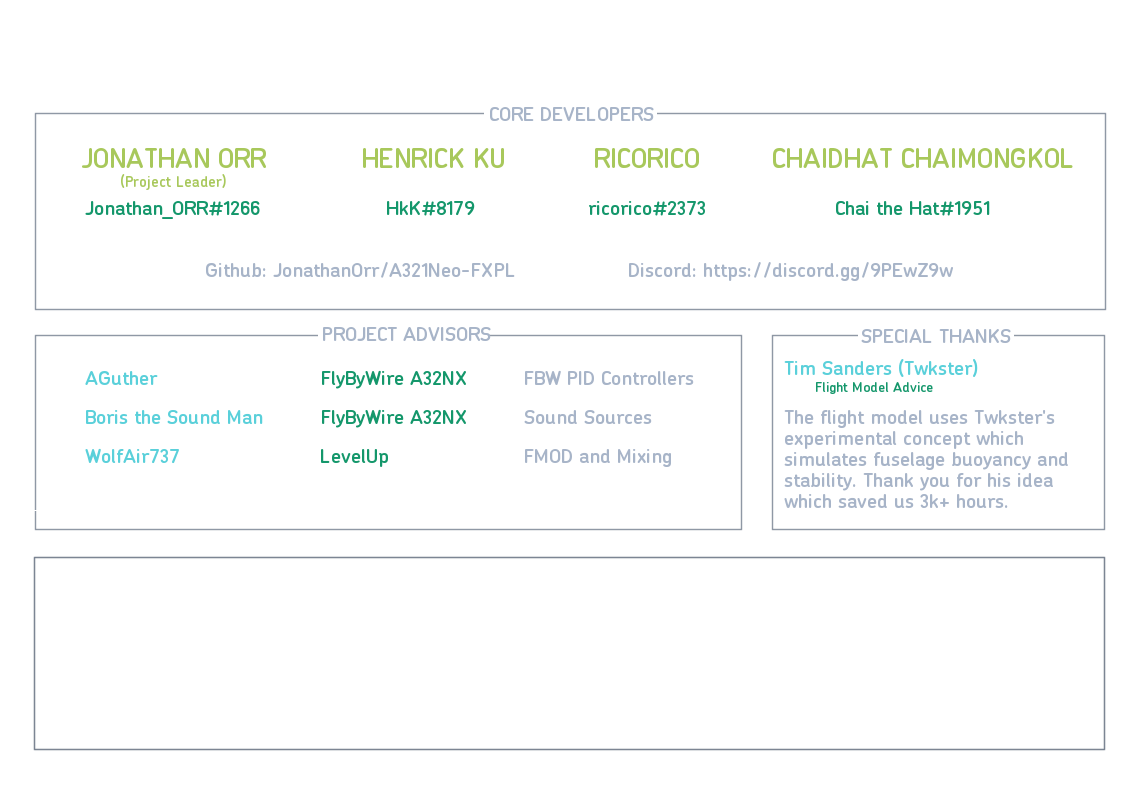 CORE DEVELOPERS
JONATHAN ORR HENRICK KU RICORICO CHAIDHAT CHAIMONGKOL
(Project Leader)
Jonathan_ORR#1266 HkK#8179 ricorico#2373 Chai the Hat#1951
Github: JonathanOrr/A321Neo-FXPL Discord: https://discord.gg/9PEwZ9w
PROJECT ADVISORS
AGuther FlyByWire A32NX FBW PID Controllers
Boris the Sound Man FlyByWire A32NX Sound Sources
WolfAir737 LevelUp FMOD and Mixing
SPECIAL THANKS
Tim Sanders (Twkster)
Flight Model Advice
The flight model uses Twkster's
experimental concept which
simulates fuselage buoyancy and
stability. Thank you for his idea
which saved us 3k+ hours.